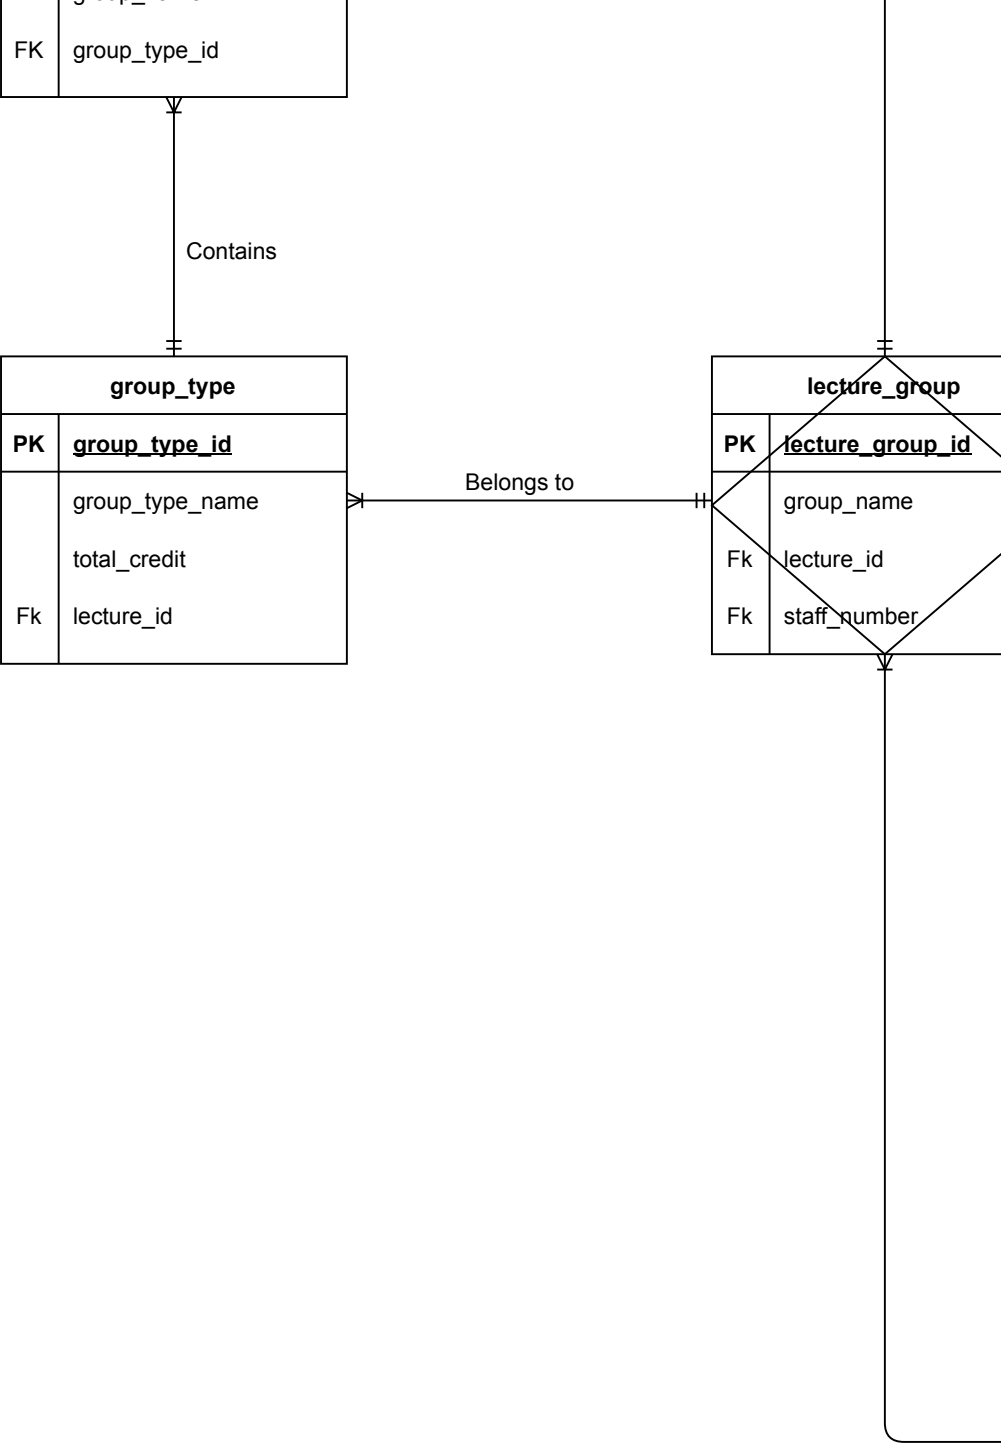 FK group_type_id
Contains
group_type
PK group_type_id
group_type_name
total_credit
Fk lecture_id
Belongs to
lecture_group
PK lecture_group_id
group_name
Fk lecture_id
Fk staff_number